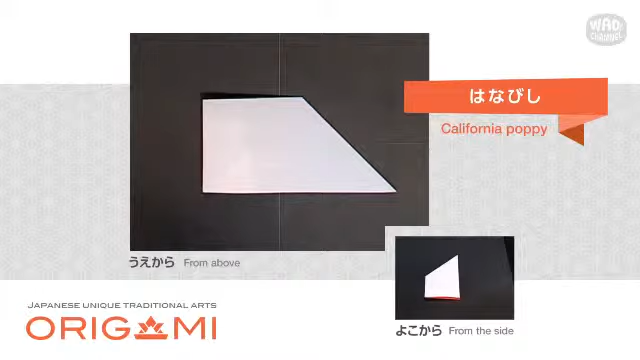 WAO!
CHANNEL
はなびし
California poppy
うえから From above
よこから From the side
JAPANESE UNIQUE TRADITIONAL ARTS
ORIGAMI